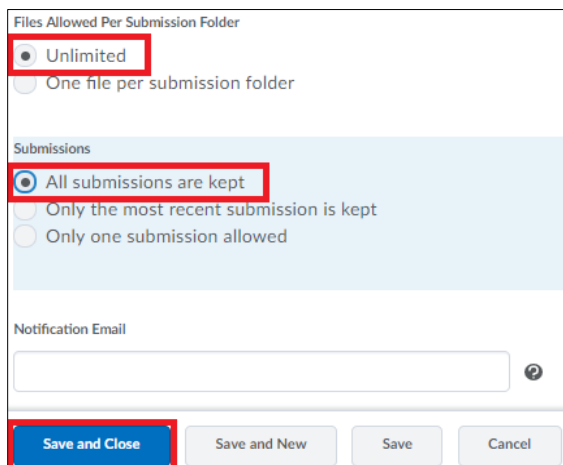 Files Allowed Per Submission Folder
Unlimited
One file per submission folder
Submissions
All submissions are kept
Only the most recent submission is kept
Only one submission allowed
Notification Email
?
Save and Close Save and New Save Cancel